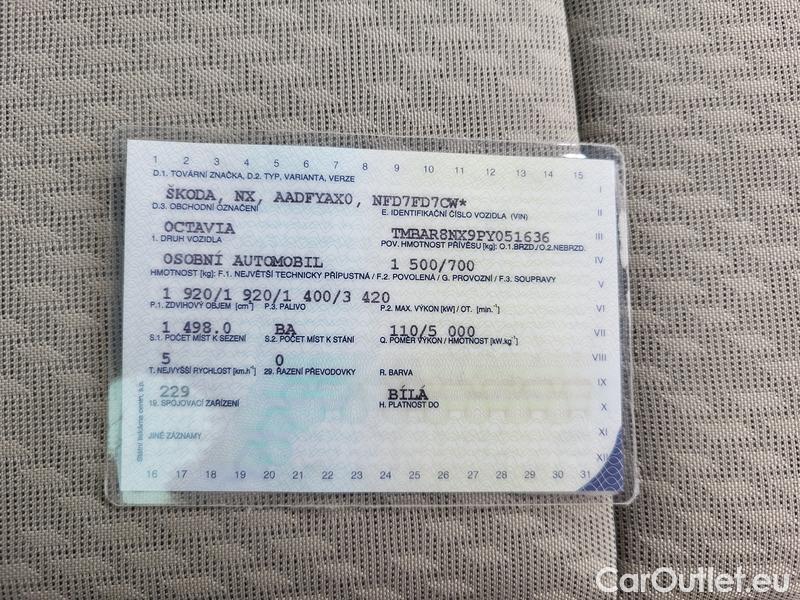 1 2 3 4 5 6 7 8 9 10 11 12 13 14 15
D.1. TOVÁRNÍ ZNAČKA, D.2. TYP, VARIANTA, VERZE
I
ŠKODA, NX, AADFYAX0, NFD7FD7CW*
D.3. OBCHODNÍ OZNAČENÍ E. IDENTIFIKAČNÍ ČÍSLO VOZIDLA (VIN)
II
OCTAVIA TMBAR8NX9PY051636
III
1. DRUH VOZIDLA POV. HMOTNOST PŘÍVĚSU [kg]: O.1.BRZD./O.2.NEBRZD.
OSOBNÍ AUTOMOBIL 1 500/700
IV
HMOTNOST [kg]: F.1. NEJVĚTŠÍ TECHNICKY PŘÍPUSTNÁ / F.2. POVOLENÁ / G. PROVOZNÍ / F.3. SOUPRAVY
V
1 920/1 920/1 400/3 420
P.1. ZDVIHOVÝ OBJEM [cm³] P.3. PALIVO P.2. MAX. VÝKON [kW] / OT. [min.⁻¹]
VI
1 498.0 BA 110/5 000
VII
S.1. POČET MÍST K SEZENÍ S.2. POČET MÍST K STÁNÍ Q. POMĚR VÝKON / HMOTNOST [kW.kg⁻¹]
5 0
VIII
T. NEJVYŠŠÍ RYCHLOST [km.h⁻¹] 29. ŘAZENÍ PŘEVODOVKY R. BARVA
IX
229 BÍLÁ
19. SPOJOVACÍ ZAŘÍZENÍ H. PLATNOST DO
X
XI
JINÉ ZÁZNAMY
XII
16 17 18 19 20 21 22 23 24 25 26 27 28 29 30 31
CarOutlet.eu